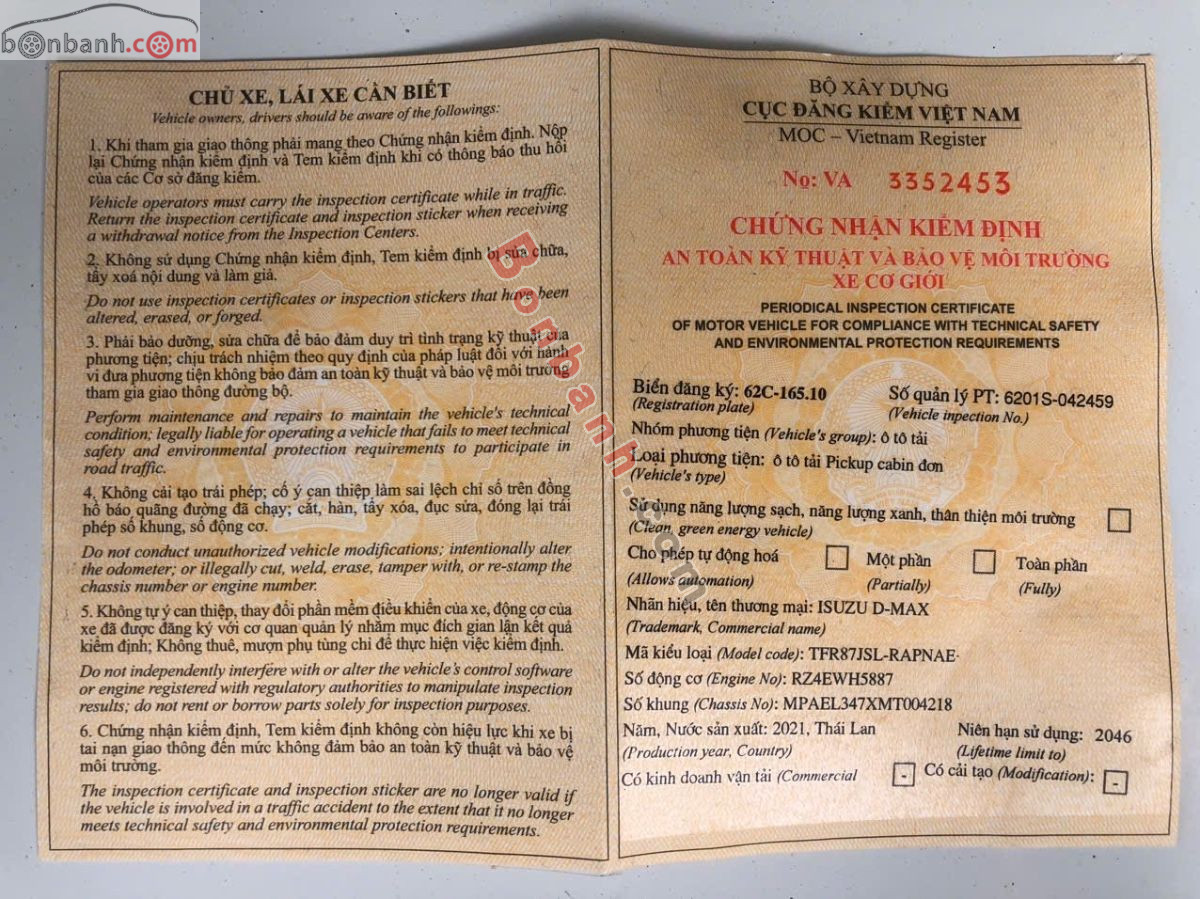 bonbanh.com
CHỦ XE, LÁI XE CẦN BIẾT
Vehicle owners, drivers should be aware of the followings:
1. Khi tham gia giao thông phải mang theo Chứng nhận kiểm định. Nộp
lại Chứng nhận kiểm định và Tem kiểm định khi có thông báo thu hồi
của các Cơ sở đăng kiểm.
Vehicle operators must carry the inspection certificate while in traffic.
Return the inspection certificate and inspection sticker when receiving
a withdrawal notice from the Inspection Centers.
2. Không sử dụng Chứng nhận kiểm định, Tem kiểm định bị sửa chữa,
tẩy xoá nội dung và làm giả.
Do not use inspection certificates or inspection stickers that have been
altered, erased, or forged.
3. Phải bảo dưỡng, sửa chữa để bảo đảm duy trì tình trạng kỹ thuật của
phương tiện; chịu trách nhiệm theo quy định của pháp luật đối với hành
vi đưa phương tiện không bảo đảm an toàn kỹ thuật và bảo vệ môi trường
tham gia giao thông đường bộ.
Perform maintenance and repairs to maintain the vehicle's technical
condition; legally liable for operating a vehicle that fails to meet technical
safety and environmental protection requirements to participate in
road traffic.
4. Không cải tạo trái phép; cố ý can thiệp làm sai lệch chỉ số trên đồng
hồ báo quãng đường đã chạy; cắt, hàn, tẩy xóa, đục sửa, đóng lại trái
phép số khung, số động cơ.
Do not conduct unauthorized vehicle modifications; intentionally alter
the odometer; or illegally cut, weld, erase, tamper with, or re-stamp the
chassis number or engine number.
5. Không tự ý can thiệp, thay đổi phần mềm điều khiển của xe, động cơ của
xe đã được đăng ký với cơ quan quản lý nhằm mục đích gian lận kết quả
kiểm định; Không thuê, mượn phụ tùng chỉ để thực hiện việc kiểm định.
Do not independently interfere with or alter the vehicle's control software
or engine registered with regulatory authorities to manipulate inspection
results; do not rent or borrow parts solely for inspection purposes.
6. Chứng nhận kiểm định, Tem kiểm định không còn hiệu lực khi xe bị
tai nạn giao thông đến mức không đảm bảo an toàn kỹ thuật và bảo vệ
môi trường.
The inspection certificate and inspection sticker are no longer valid if
the vehicle is involved in a traffic accident to the extent that it no longer
meets technical safety and environmental protection requirements.
Bonbanh.com
BỘ XÂY DỰNG
CỤC ĐĂNG KIỂM VIỆT NAM
MOC – Vietnam Register
No: VA 3352453
CHỨNG NHẬN KIỂM ĐỊNH
AN TOÀN KỸ THUẬT VÀ BẢO VỆ MÔI TRƯỜNG
XE CƠ GIỚI
PERIODICAL INSPECTION CERTIFICATE
OF MOTOR VEHICLE FOR COMPLIANCE WITH TECHNICAL SAFETY
AND ENVIRONMENTAL PROTECTION REQUIREMENTS
Biển đăng ký: 62C-165.10 Số quản lý PT: 6201S-042459
(Registration plate) (Vehicle inpection No.)
Nhóm phương tiện (Vehicle's group): ô tô tải
Loại phương tiện: ô tô tải Pickup cabin đơn
(Vehicle's type)
Sử dụng năng lượng sạch, năng lượng xanh, thân thiện môi trường
(Clean, green energy vehicle)
Cho phép tự động hoá Một phần Toàn phần
(Allows automation) (Partially) (Fully)
Nhãn hiệu, tên thương mại: ISUZU D-MAX
(Trademark, Commercial name)
Mã kiểu loại (Model code): TFR87JSL-RAPNAE
Số động cơ (Engine No): RZ4EWH5887
Số khung (Chassis No): MPAEL347XMT004218
Năm, Nước sản xuất: 2021, Thái Lan Niên hạn sử dụng: 2046
(Production year, Country) (Lifetime limit to)
Có kinh doanh vận tải (Commercial - Có cải tạo (Modification): -